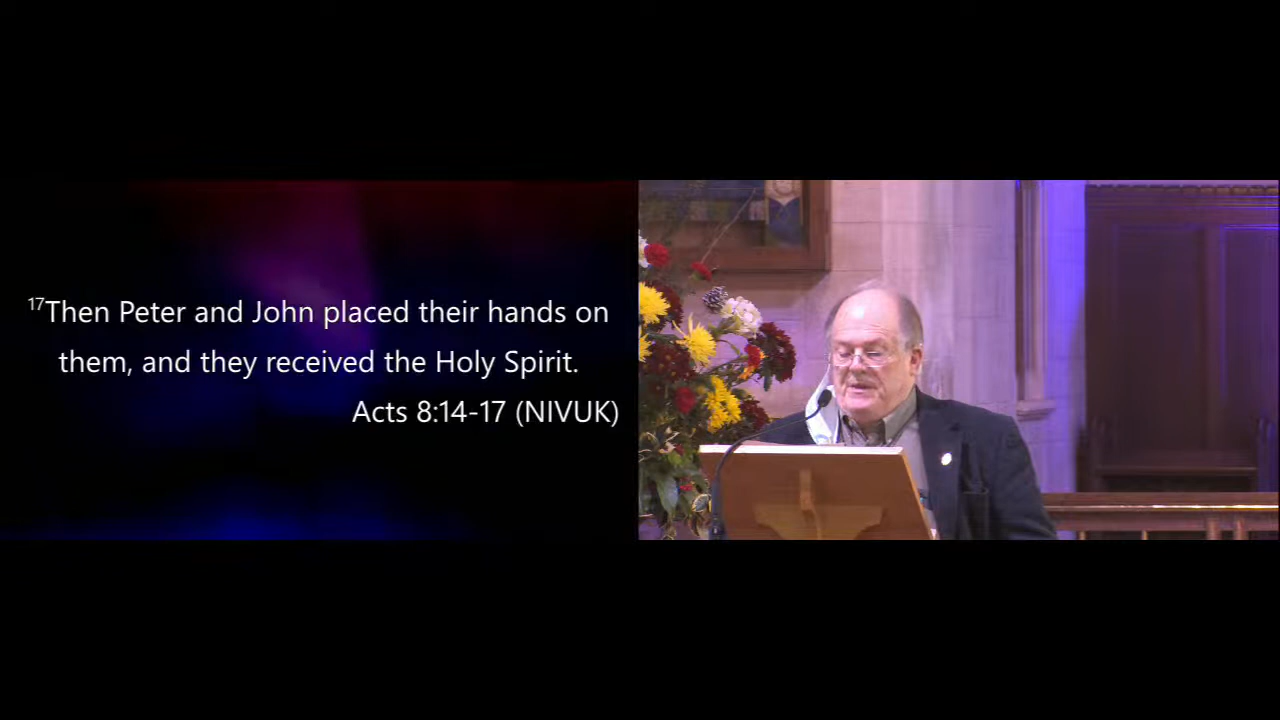 ¹⁷Then Peter and John placed their hands on
them, and they received the Holy Spirit.
Acts 8:14-17 (NIVUK)